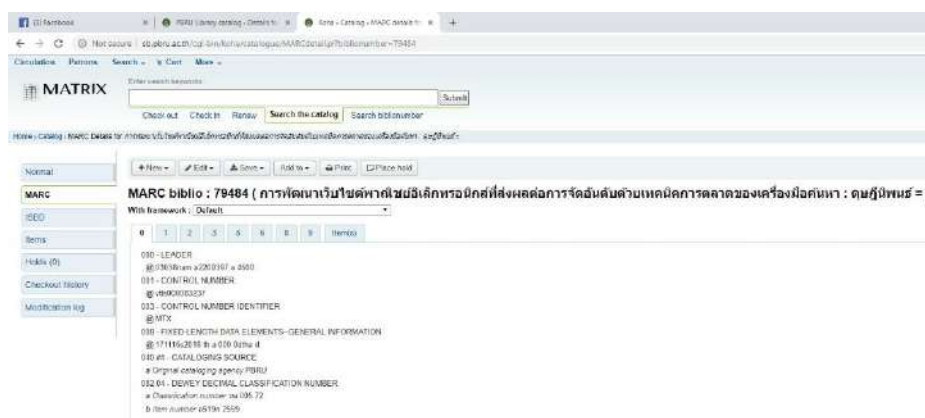 (3) Facebook
PBRU Library catalog › Details fo
Koha › Catalog › MARC details fo
Not secure
Circulation Patrons Search Cart More
MATRIX
Enter search keywords:
Submit
Check out Check in Renew Search the catalog Search biblionumber
Home › Catalog › MARC Details for
+ New Edit Save Add to Print Place hold
Normal
MARC
ISBD
Items
Holds (0)
Checkout history
Modification log
MARC biblio : 79484 ( การพัฒนาเว็บไซต์พาณิชย์อิเล็กทรอนิกส์ที่ส่งผลต่อการจัดอันดับด้วยเทคนิคการตลาดของเครื่องมือค้นหา : ดุษฎีนิพนธ์ =
With framework : Default
0 1 2 3 5 6 8 9 Item(s)
000 - LEADER
001 - CONTROL NUMBER
003 - CONTROL NUMBER IDENTIFIER
@ MTX
008 - FIXED-LENGTH DATA ELEMENTS--GENERAL INFORMATION
040 ## - CATALOGING SOURCE
a Original cataloging agency PBRU
082 04 - DEWEY DECIMAL CLASSIFICATION NUMBER
a Classification number
b Item number